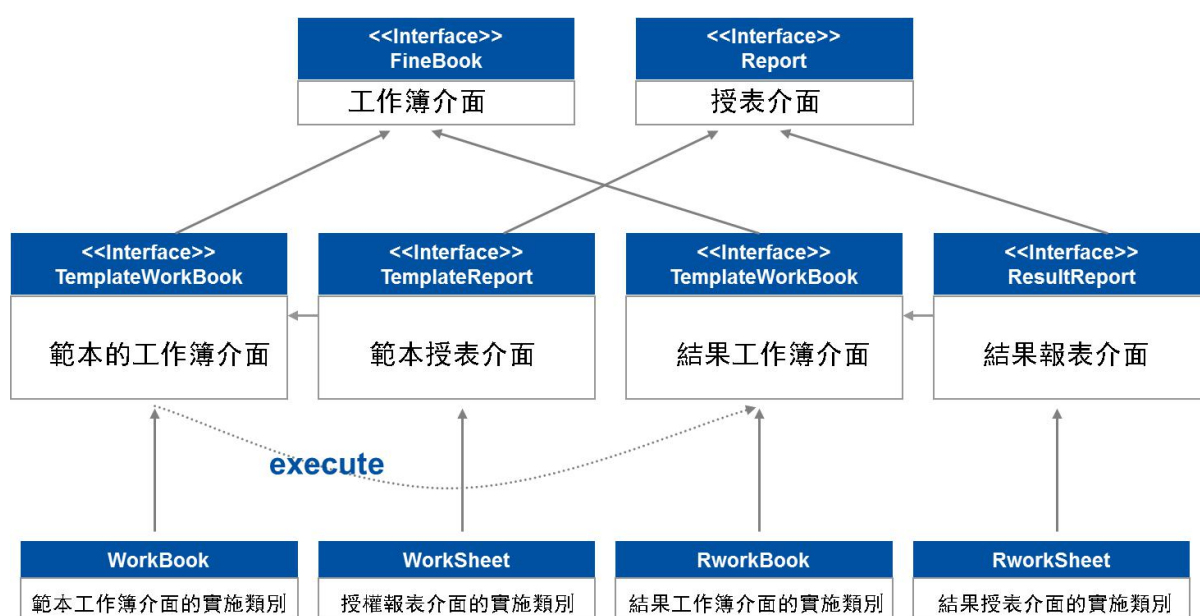 <<Interface>>
FineBook
工作簿介面
<<Interface>>
Report
授表介面
<<Interface>>
TemplateWorkBook
範本的工作簿介面
<<Interface>>
TemplateReport
範本授表介面
<<Interface>>
TemplateWorkBook
結果工作簿介面
<<Interface>>
ResultReport
結果報表介面
execute
WorkBook
範本工作簿介面的實施類別
WorkSheet
授權報表介面的實施類別
RworkBook
結果工作簿介面的實施類別
RworkSheet
結果授表介面的實施類別